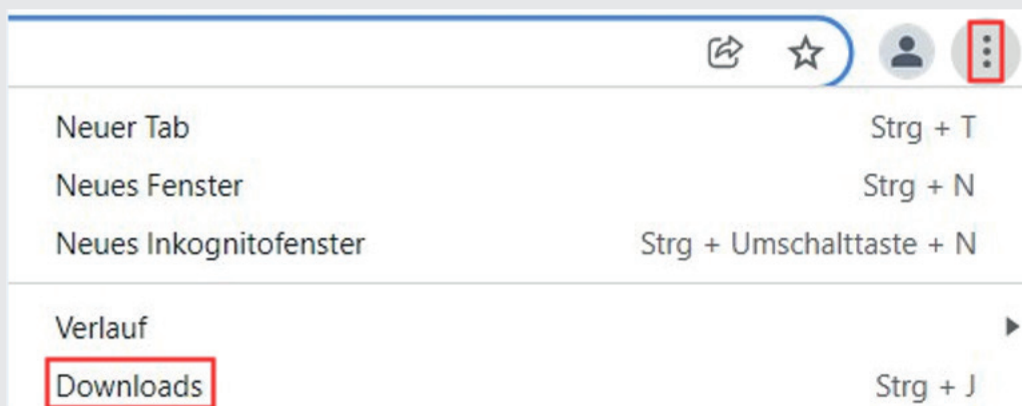 Neuer Tab Strg + T
Neues Fenster Strg + N
Neues Inkognitofenster Strg + Umschalttaste + N
Verlauf
Downloads Strg + J